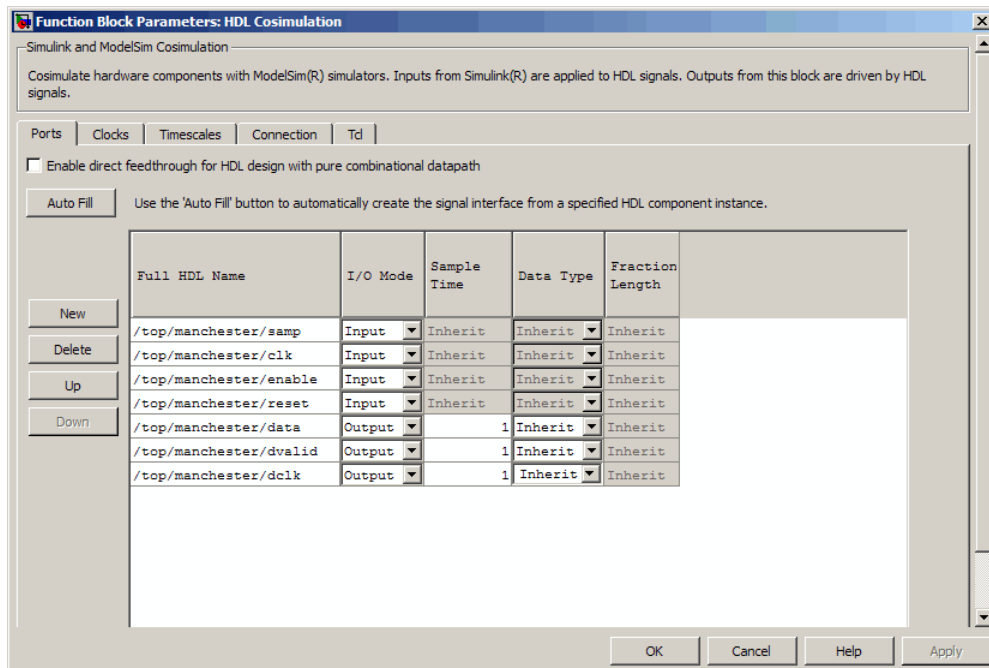 Function Block Parameters: HDL Cosimulation
Simulink and ModelSim Cosimulation
Cosimulate hardware components with ModelSim(R) simulators. Inputs from Simulink(R) are applied to HDL signals. Outputs from this block are driven by HDL
signals.
Ports Clocks Timescales Connection Tcl
Enable direct feedthrough for HDL design with pure combinational datapath
Auto Fill Use the 'Auto Fill' button to automatically create the signal interface from a specified HDL component instance.
Full HDL Name I/O Mode Sample Time Data Type Fraction Length
New
Delete
Up
Down
/top/manchester/samp Input Inherit Inherit Inherit
/top/manchester/clk Input Inherit Inherit Inherit
/top/manchester/enable Input Inherit Inherit Inherit
/top/manchester/reset Input Inherit Inherit Inherit
/top/manchester/data Output 1 Inherit Inherit
/top/manchester/dvalid Output 1 Inherit Inherit
/top/manchester/dclk Output 1 Inherit Inherit
OK Cancel Help Apply